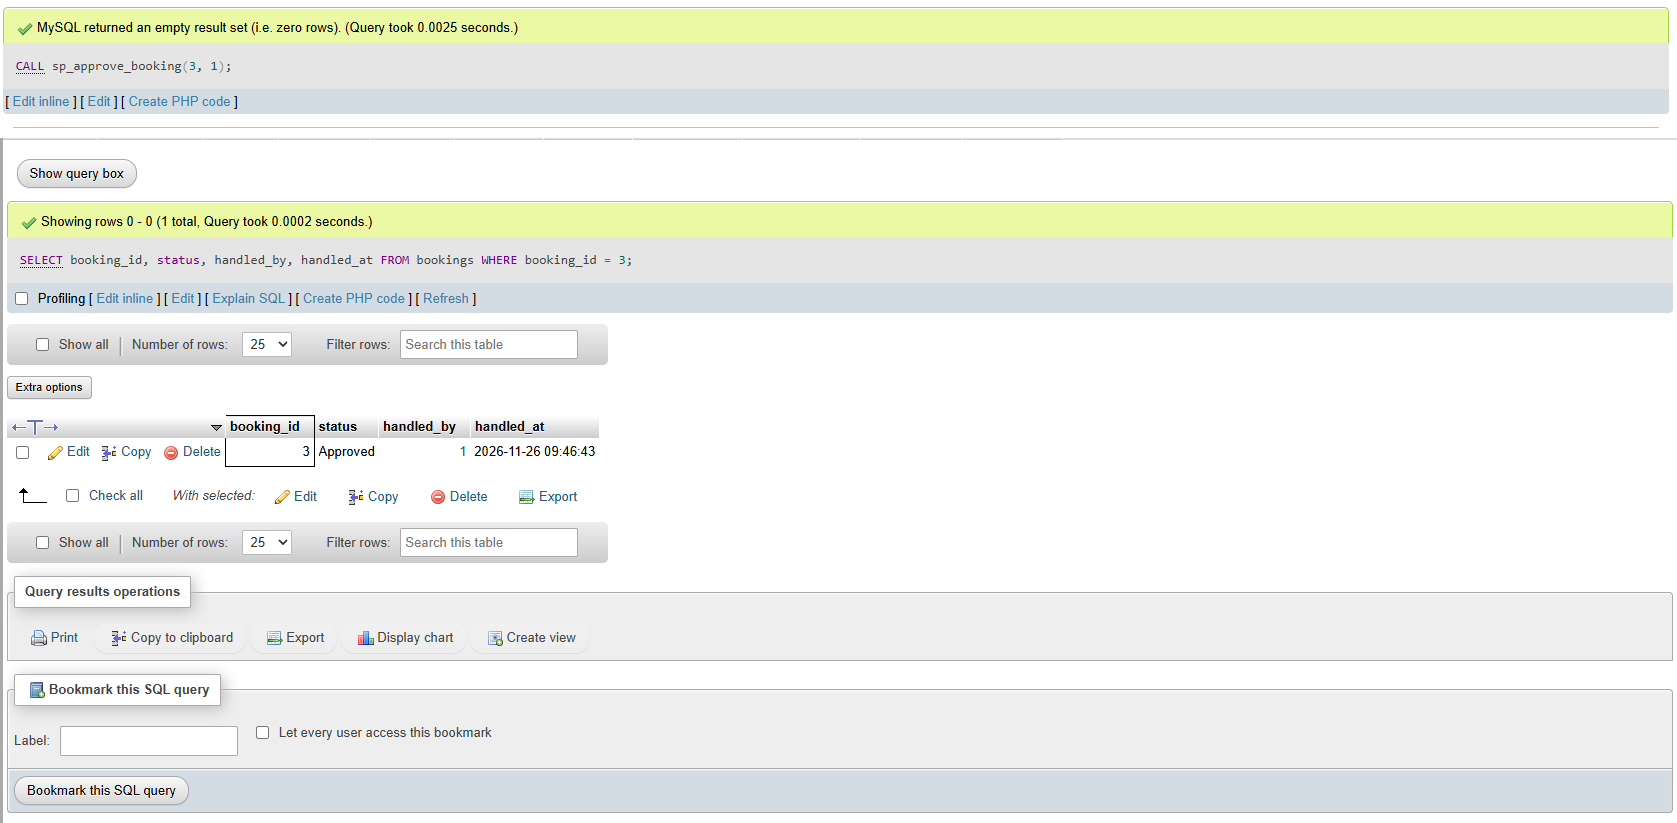 MySQL returned an empty result set (i.e. zero rows). (Query took 0.0025 seconds.)
CALL sp_approve_booking(3, 1);
[ Edit inline ] [ Edit ] [ Create PHP code ]
Show query box
Showing rows 0 - 0 (1 total, Query took 0.0002 seconds.)
SELECT booking_id, status, handled_by, handled_at FROM bookings WHERE booking_id = 3;
Profiling [ Edit inline ] [ Edit ] [ Explain SQL ] [ Create PHP code ] [ Refresh ]
Show all | Number of rows: 25 Filter rows: Search this table
Extra options
booking_id status handled_by handled_at
Edit Copy Delete 3 Approved 1 2026-11-26 09:46:43
Check all With selected: Edit Copy Delete Export
Show all | Number of rows: 25 Filter rows: Search this table
Query results operations
Print Copy to clipboard Export Display chart Create view
Bookmark this SQL query
Label: Let every user access this bookmark
Bookmark this SQL query